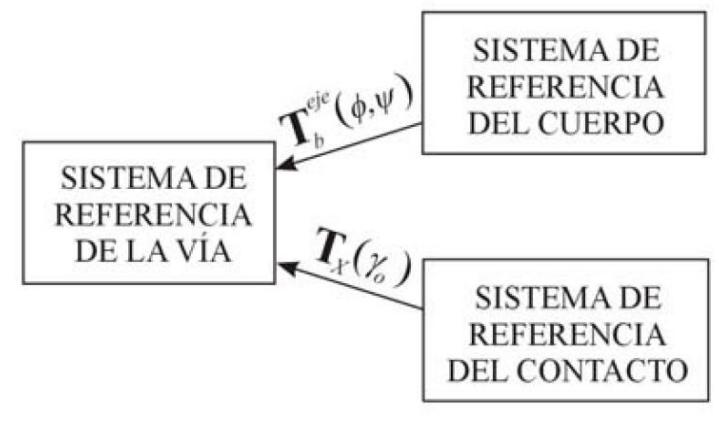 SISTEMA DE
REFERENCIA
DEL CUERPO
T_b^{eje}(ϕ,ψ)
SISTEMA DE
REFERENCIA
DE LA VÍA
T_X(γ_o)
SISTEMA DE
REFERENCIA
DEL CONTACTO